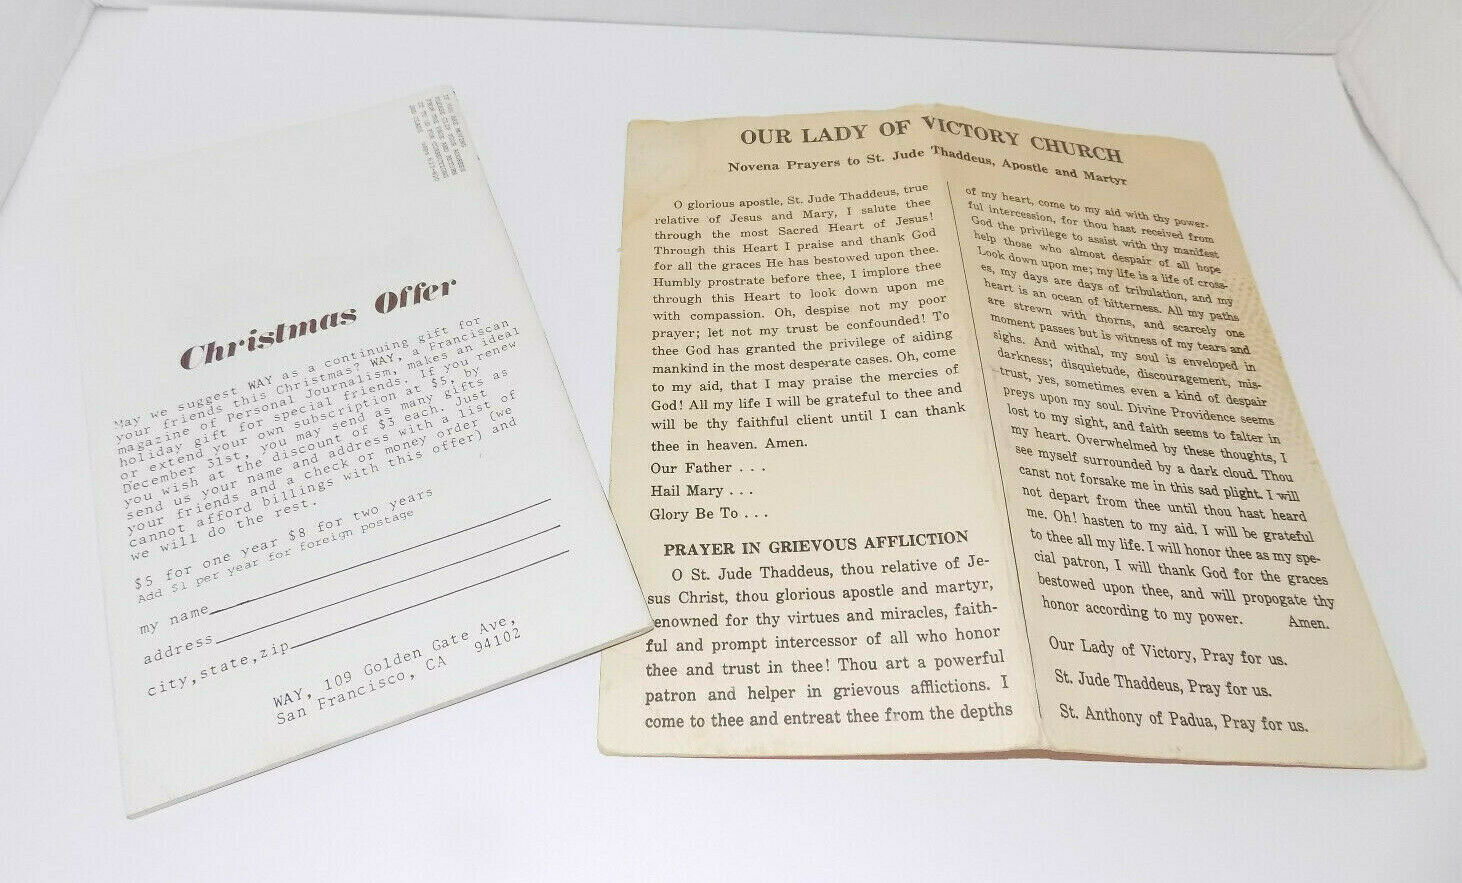 Christmas Offer
May we suggest WAY as a continuing gift for
your friends this Christmas? WAY, a Franciscan
magazine of Personal Journalism, makes an ideal
holiday gift for special friends. If you renew
or extend your own subscription at $5, by
December 31st, you may send as many gifts as
you wish at the discount of $3 each. Just
send us your name and address with a list of
your friends and a check or money order (we
cannot afford billings with this offer) and
we will do the rest.
$5 for one year $8 for two years
Add $1 per year for foreign postage
my name
address
city,state,zip
WAY, 109 Golden Gate Ave,
San Francisco, CA 94102
OUR LADY OF VICTORY CHURCH
Novena Prayers to St. Jude Thaddeus, Apostle and Martyr
O glorious apostle, St. Jude Thaddeus, true
relative of Jesus and Mary, I salute thee
through the most Sacred Heart of Jesus!
Through this Heart I praise and thank God
for all the graces He has bestowed upon thee.
Humbly prostrate before thee, I implore thee
through this Heart to look down upon me
with compassion. Oh, despise not my poor
prayer; let not my trust be confounded! To
thee God has granted the privilege of aiding
mankind in the most desperate cases. Oh, come
to my aid, that I may praise the mercies of
God! All my life I will be grateful to thee and
will be thy faithful client until I can thank
thee in heaven. Amen.
Our Father . . .
Hail Mary . . .
Glory Be To . . .
PRAYER IN GRIEVOUS AFFLICTION
O St. Jude Thaddeus, thou relative of Je-
sus Christ, thou glorious apostle and martyr,
renowned for thy virtues and miracles, faith-
ful and prompt intercessor of all who honor
thee and trust in thee! Thou art a powerful
patron and helper in grievous afflictions. I
come to thee and entreat thee from the depths
of my heart, come to my aid with thy power-
ful intercession, for thou hast received from
God the privilege to assist with thy manifest
help those who almost despair of all hope
Look down upon me; my life is a life of cross-
es, my days are days of tribulation, and my
heart is an ocean of bitterness. All my paths
are strewn with thorns, and scarcely one
moment passes but is witness of my tears and
sighs. And withal, my soul is enveloped in
darkness; disquietude, discouragement, mis-
trust, yes, sometimes even a kind of despair
preys upon my soul. Divine Providence seems
lost to my sight, and faith seems to falter in
my heart. Overwhelmed by these thoughts, I
see myself surrounded by a dark cloud. Thou
canst not forsake me in this sad plight. I will
not depart from thee until thou hast heard
me. Oh! hasten to my aid. I will be grateful
to thee all my life. I will honor thee as my spe-
cial patron, I will thank God for the graces
bestowed upon thee, and will propogate thy
honor according to my power. Amen.
Our Lady of Victory, Pray for us.
St. Jude Thaddeus, Pray for us.
St. Anthony of Padua, Pray for us.